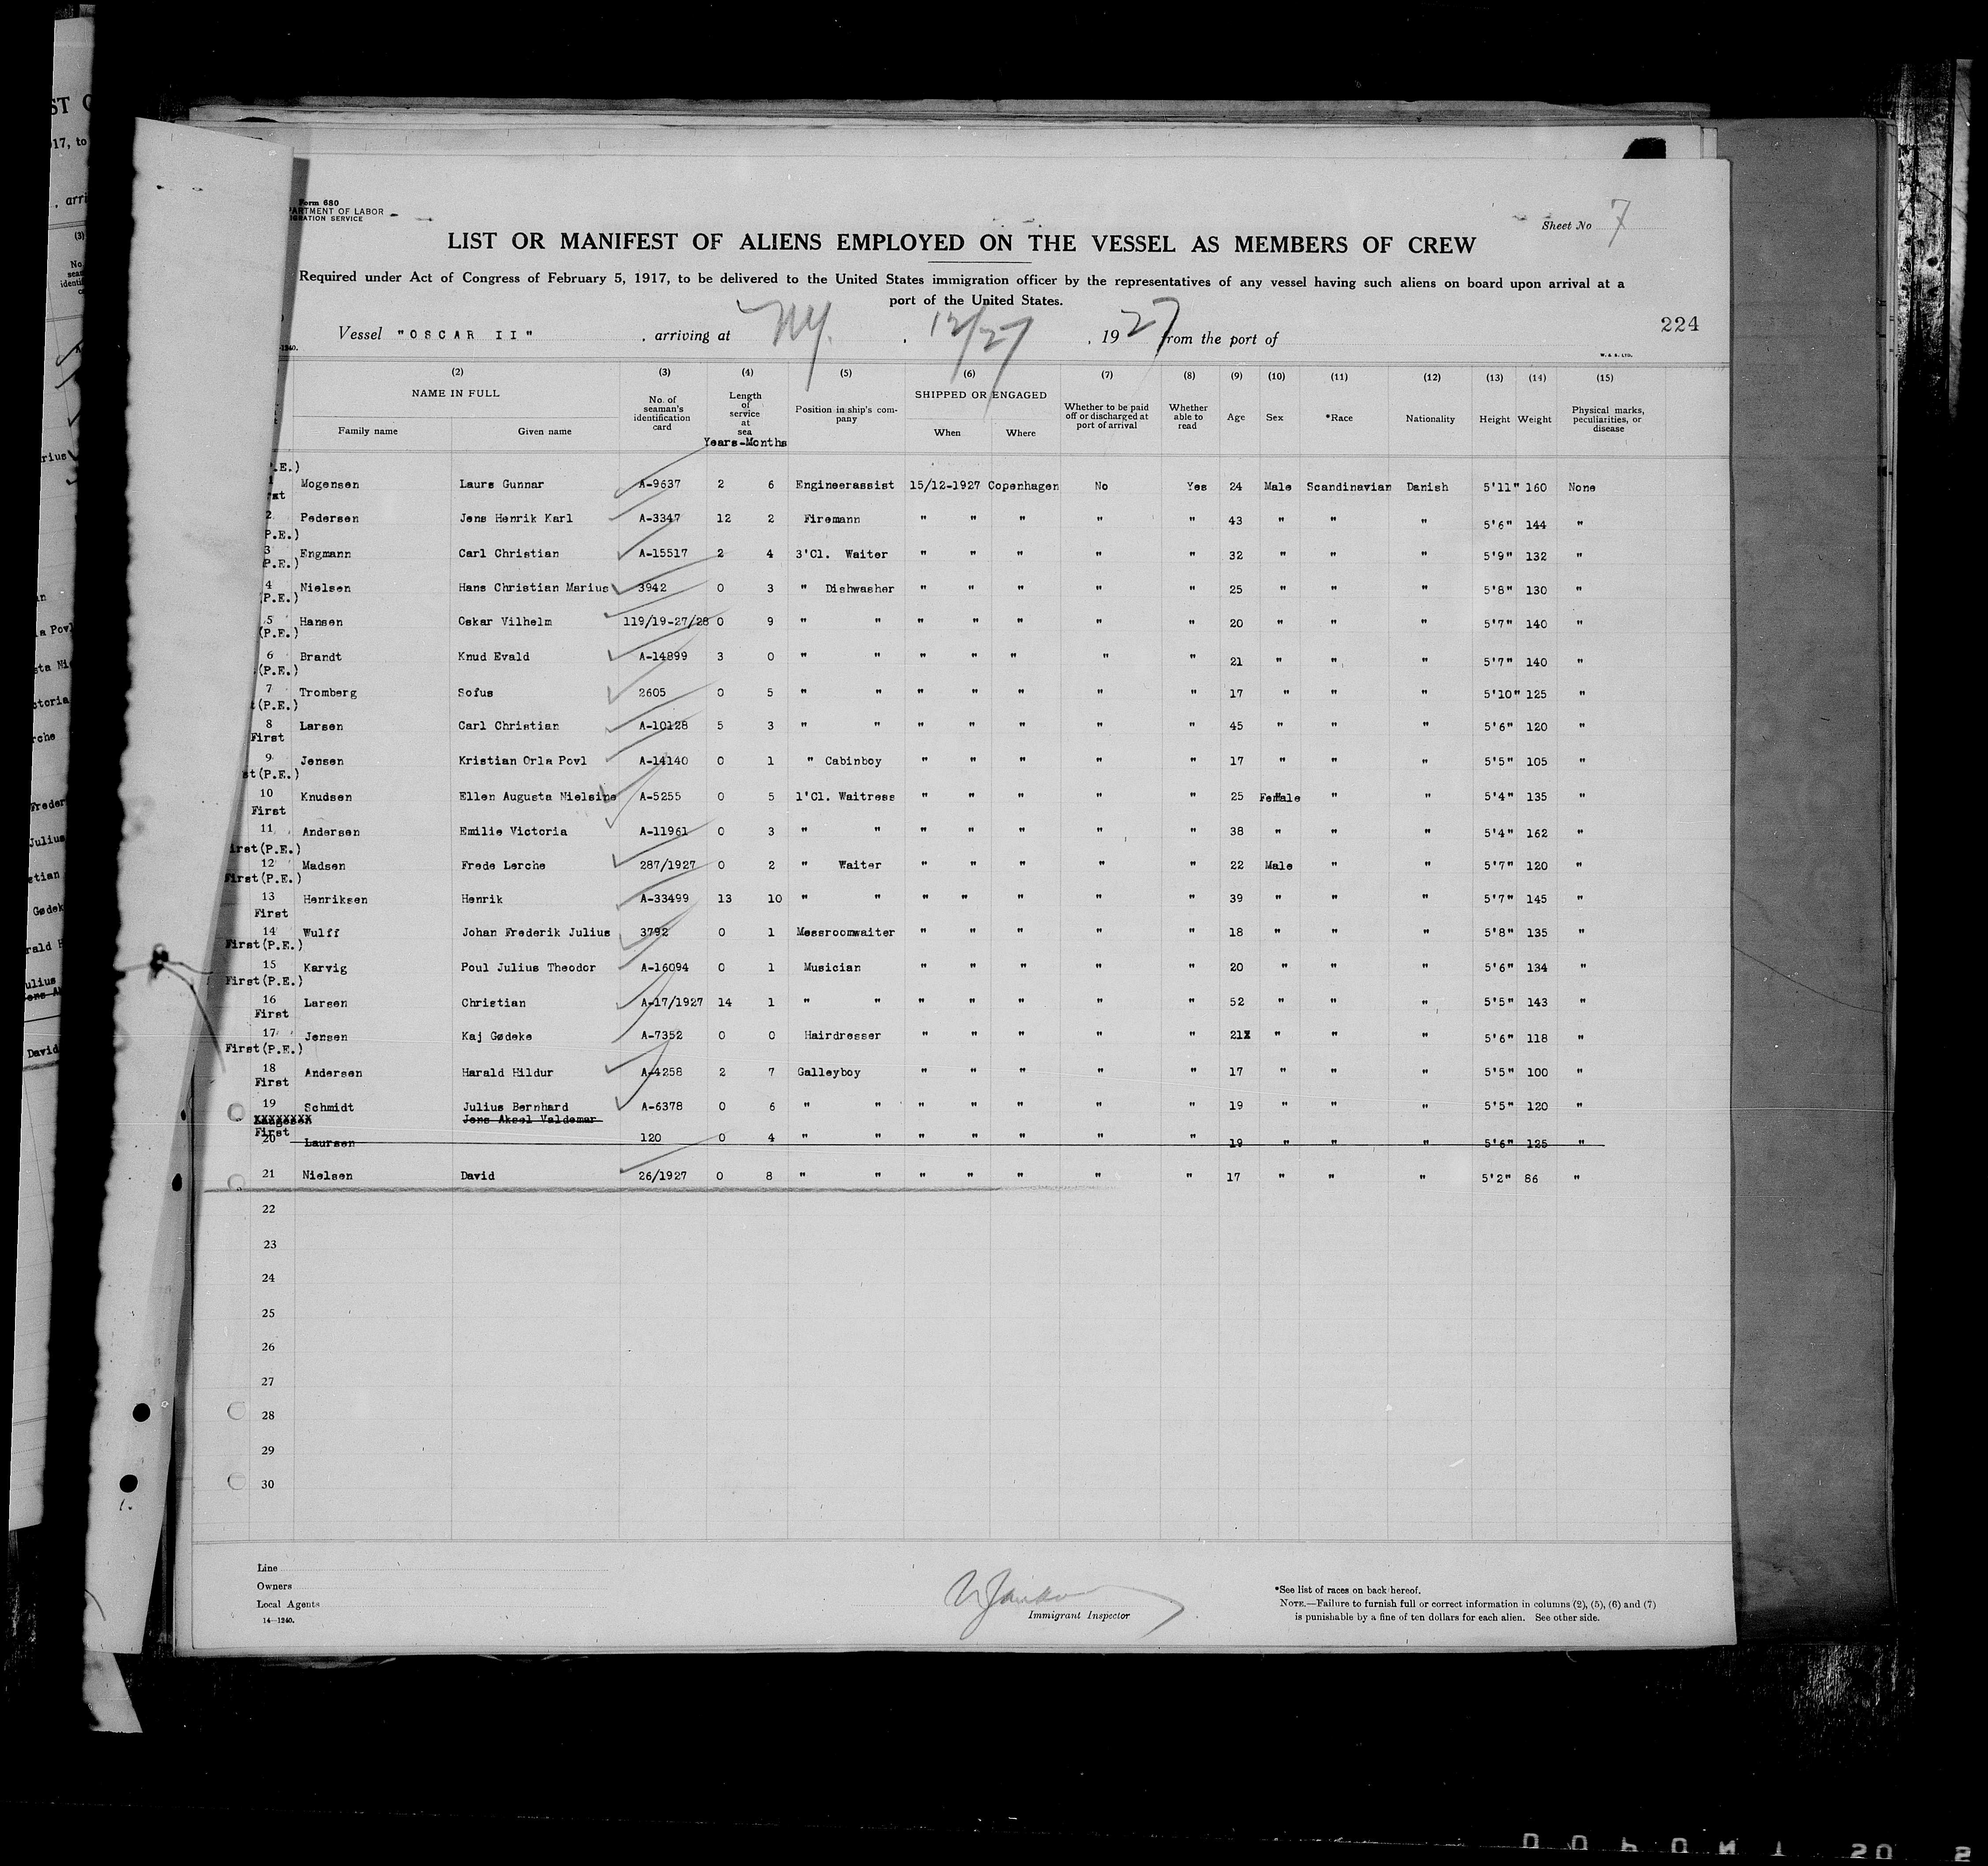 Form 680
PARTMENT OF LABOR
IGRATION SERVICE
Sheet No 7
LIST OR MANIFEST OF ALIENS EMPLOYED ON THE VESSEL AS MEMBERS OF CREW
Required under Act of Congress of February 5, 1917, to be delivered to the United States immigration officer by the representatives of any vessel having such aliens on board upon arrival at a
port of the United States.
224
Vessel "OSCAR II" , arriving at NY. , 12/27 , 1927 from the port of
W. & A. LTD.
(2) (3) (4) (5) (6) (7) (8) (9) (10) (11) (12) (13) (14) (15)
NAME IN FULL Family name Given name No. of seaman's identification card Length of service at sea Years-Months Position in ship's company SHIPPED OR ENGAGED When Where Whether to be paid off or discharged at port of arrival Whether able to read Age Sex *Race Nationality Height Weight Physical marks, peculiarities, or disease
P.E.)
1 Mogensen Laurs Gunnar A-9637 2 6 Engineerassist 15/12-1927 Copenhagen No Yes 24 Male Scandinavian Danish 5'11" 160 None
rst
2 Pedersen Jens Henrik Karl A-3347 12 2 Firemann " " " " " 43 " " " 5'6" 144 "
P.E.)
3 Engmann Carl Christian A-15517 2 4 3'Cl. Waiter " " " " " 32 " " " 5'9" 132 "
P.E.)
4 Nielsen Hans Christian Marius 3942 0 3 " Dishwasher " " " " " 25 " " " 5'8" 130 "
(P.E.)
5 Hansen Oskar Vilhelm 119/19-27/28 0 9 " " " " " " " 20 " " " 5'7" 140 "
(P.E.)
6 Brandt Knud Evald A-14899 3 0 " " " " " " " 21 " " " 5'7" 140 "
(P.E.)
7 Tromberg Sofus 2605 0 5 " " " " " " " 17 " " " 5'10" 125 "
(P.E.)
8 Larsen Carl Christian A-10128 5 3 " " " " " " " 45 " " " 5'6" 120 "
First
9 Jensen Kristian Orla Povl A-14140 0 1 " Cabinboy " " " " " 17 " " " 5'5" 105 "
st(P.E.)
10 Knudsen Ellen Augusta Nielsine A-5255 0 5 1'Cl. Waitress " " " " " 25 Female " " 5'4" 135 "
First
11 Andersen Emilie Victoria A-11961 0 3 " " " " " " " 38 " " " 5'4" 162 "
irst(P.E.)
12 Madsen Frede Lerche 287/1927 0 2 " Waiter " " " " " 22 Male " " 5'7" 120 "
First(P.E.)
13 Henriksen Henrik A-33499 13 10 " " " " " " " 39 " " " 5'7" 145 "
First
14 Wulff Johan Frederik Julius 3792 0 1 Messroomwaiter " " " " " 18 " " " 5'8" 135 "
First(P.E.)
15 Karvig Poul Julius Theodor A-16094 0 1 Musician " " " " " 20 " " " 5'6" 134 "
First(P.E.)
16 Larsen Christian A-17/1927 14 1 " " " " " " " 52 " " " 5'5" 143 "
First
17 Jensen Kaj Gødeke A-7352 0 0 Hairdresser " " " " " 21X " " " 5'6" 118 "
First(P.E.)
18 Andersen Harald Hildur A-4258 2 7 Galleyboy " " " " " 17 " " " 5'5" 100 "
First
19 Schmidt Julius Bernhard A-6378 0 6 " " " " " " " 19 " " " 5'5" 120 "
Jens Aksel Valdemar
First
20 Laursen 120 0 4 " " " " " " " 19 " " " 5'6" 125 "
21 Nielsen David 26/1927 0 8 " " " " " " " 17 " " " 5'2" 86 "
22
23
24
25
26
27
28
29
30
Line
Owners
Local Agents
14—1240.
Immigrant Inspector
*See list of races on back hereof.
NOTE.—Failure to furnish full or correct information in columns (2), (5), (6) and (7)
is punishable by a fine of ten dollars for each alien. See other side.